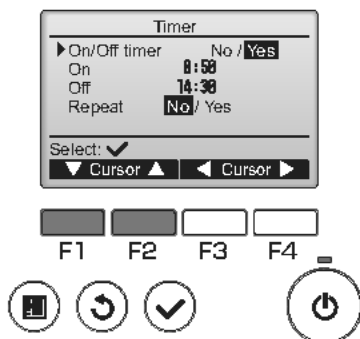 Timer
On/Off timer No / Yes
On 8:50
Off 14:30
Repeat No / Yes
Select:
Cursor Cursor
F1 F2 F3 F4